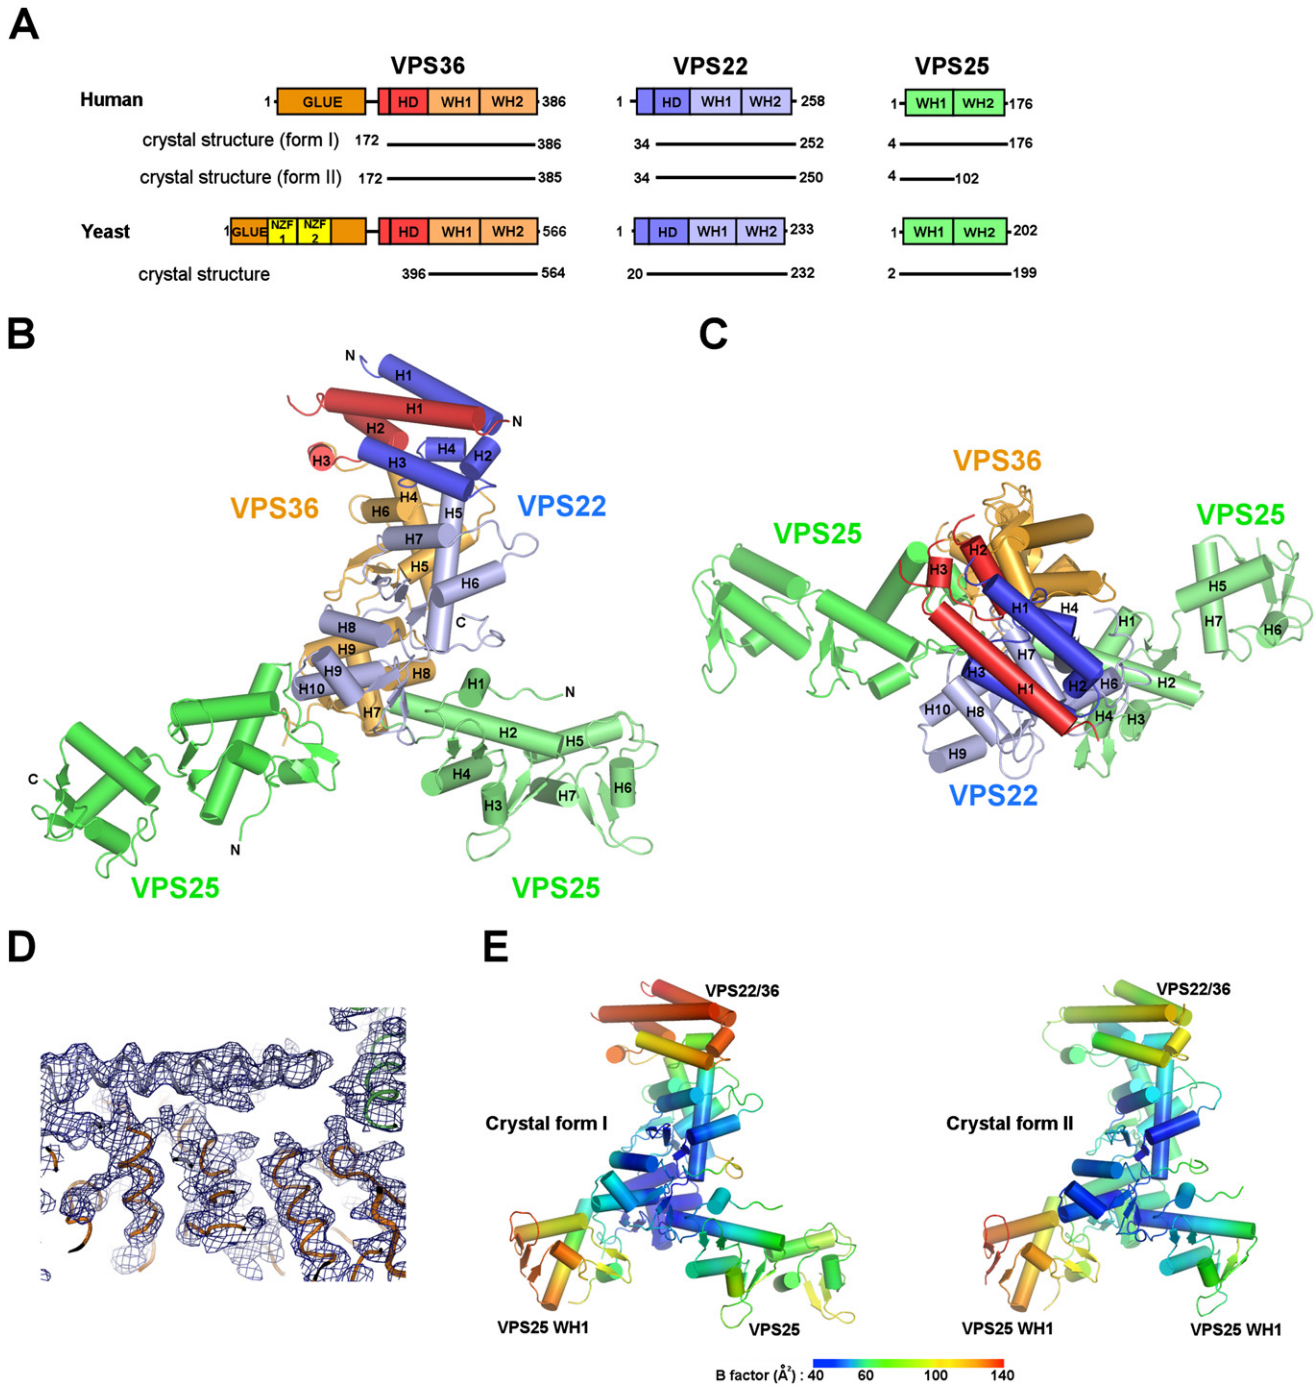 A
VPS36 VPS22 VPS25
Human 1 GLUE HD WH1 WH2 386 1 HD WH1 WH2 258 1 WH1 WH2 176
crystal structure (form I) 172 386 34 252 4 176
crystal structure (form II) 172 385 34 250 4 102
Yeast 1 GLUE NZF 1 NZF 2 HD WH1 WH2 566 1 HD WH1 WH2 233 1 WH1 WH2 202
crystal structure 396 564 20 232 2 199
B
N
H1
H1
N
H2
H4
H2
H3
H3
VPS36
H4
H6
H5
VPS22
H7
H5
H6
H8
C
H9
H9
H8
H10
H1
N
H7
H2
H5
H4
H6
C
H3
H7
N
VPS25
VPS25
C
VPS36
VPS25
VPS25
H2
H3
H5
H1
H4
H1
H7
H6
H7
H3
H2
H6
H2
H1
H10
H8
H4
H3
H9
VPS22
D
E
VPS22/36
VPS22/36
Crystal form I
Crystal form II
VPS25 WH1
VPS25
VPS25 WH1
VPS25 WH1
B factor (Å²) : 40 60 100 140